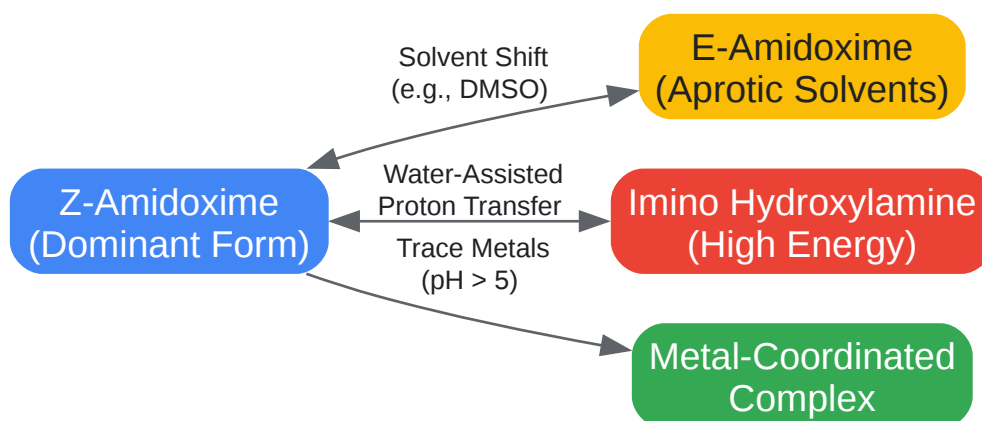 Solvent Shift
(e.g., DMSO)
E-Amidoxime
(Aprotic Solvents)
Z-Amidoxime
(Dominant Form)
Water-Assisted
Proton Transfer
Imino Hydroxylamine
(High Energy)
Trace Metals
(pH > 5)
Metal-Coordinated
Complex